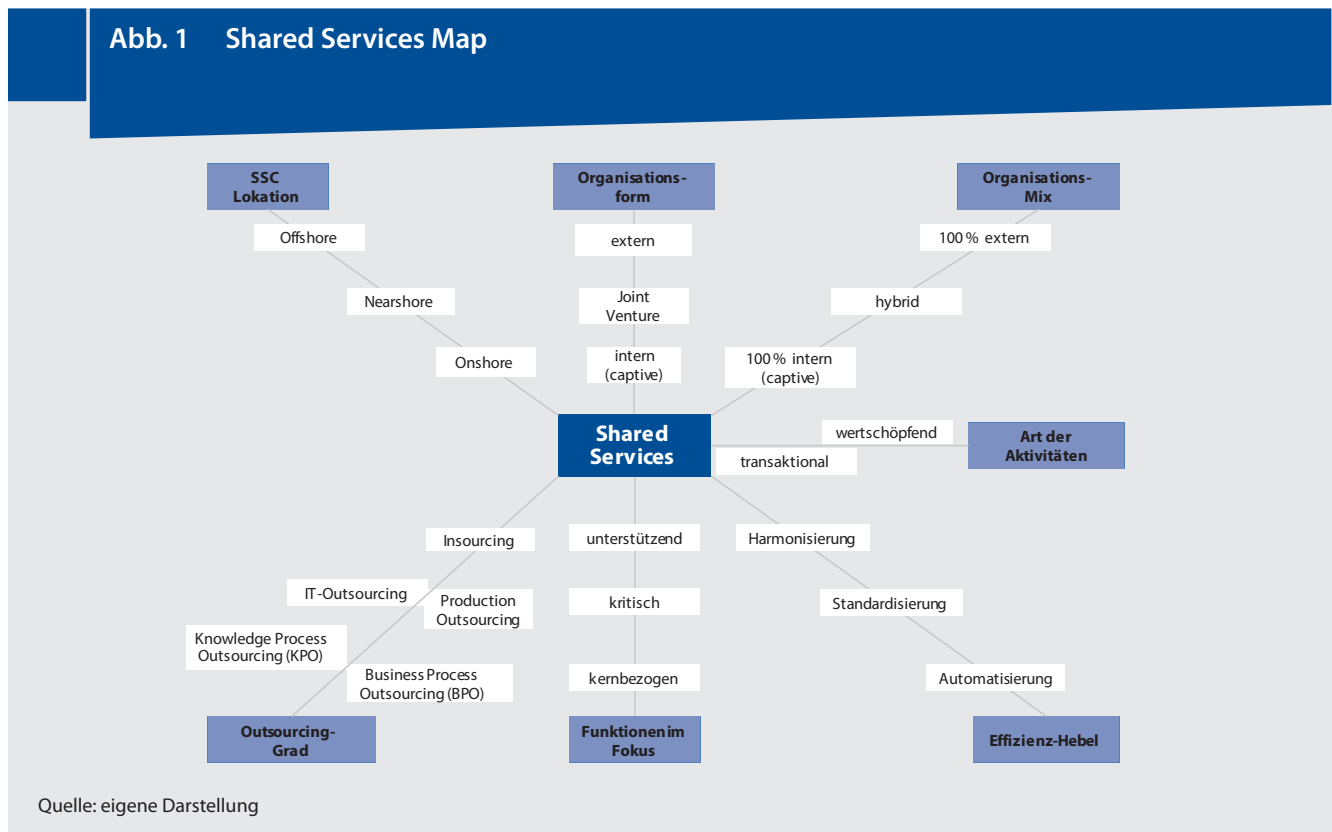 Abb. 1 Shared Services Map
SSC
Lokation
Organisations-
form
Organisations-
Mix
Offshore
extern
100 % extern
Nearshore
Joint
Venture
hybrid
Onshore
intern
(captive)
100 % intern
(captive)
Shared
Services
wertschöpfend
transaktional
Art der
Aktivitäten
Insourcing
unterstützend
Harmonisierung
IT-Outsourcing
Production
Outsourcing
kritisch
Standardisierung
Knowledge Process
Outsourcing (KPO)
Business Process
Outsourcing (BPO)
kernbezogen
Automatisierung
Outsourcing-
Grad
Funktionen im
Fokus
Effizienz-Hebel
Quelle: eigene Darstellung